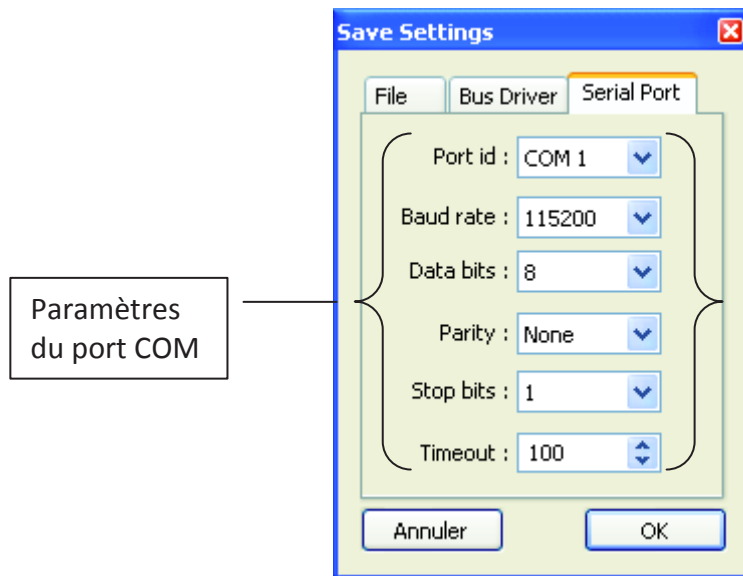 Save Settings
File Bus Driver Serial Port
Port id : COM 1
Baud rate : 115200
Data bits : 8
Parity : None
Stop bits : 1
Timeout : 100
Annuler OK
Paramètres
du port COM